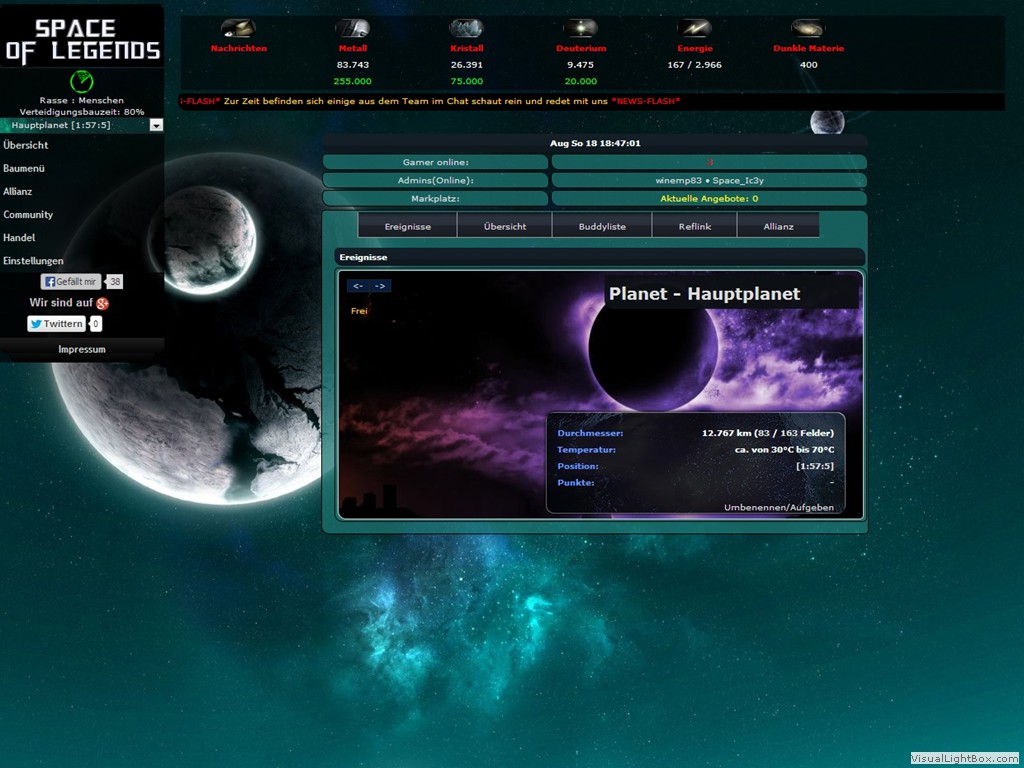 SPACE
OF LEGENDS
Rasse : Menschen
Verteidigungsbauzeit: 80%
Hauptplanet [1:57:5]
Übersicht
Baumenü
Allianz
Community
Handel
Einstellungen
Gefällt mir 38
Wir sind auf g+
Twittern 0
Impressum
Nachrichten Metall Kristall Deuterium Energie Dunkle Materie
83.743 26.391 9.475 167 / 2.966 400
255.000 75.000 20.000
-FLASH* Zur Zeit befinden sich einige aus dem Team im Chat schaut rein und redet mit uns *NEWS-FLASH*
Aug So 18 18:47:01
Gamer online:
Admins(Online): winemp83 • Space_Ic3y
Markplatz: Aktuelle Angebote: 0
Ereignisse Übersicht Buddyliste Reflink Allianz
Ereignisse
<- ->
Planet - Hauptplanet
Frei
Durchmesser: 12.767 km (83 / 163 Felder)
Temperatur: ca. von 30°C bis 70°C
Position: [1:57:5]
Punkte: -
Umbenennen/Aufgeben
VisualLightBox.com